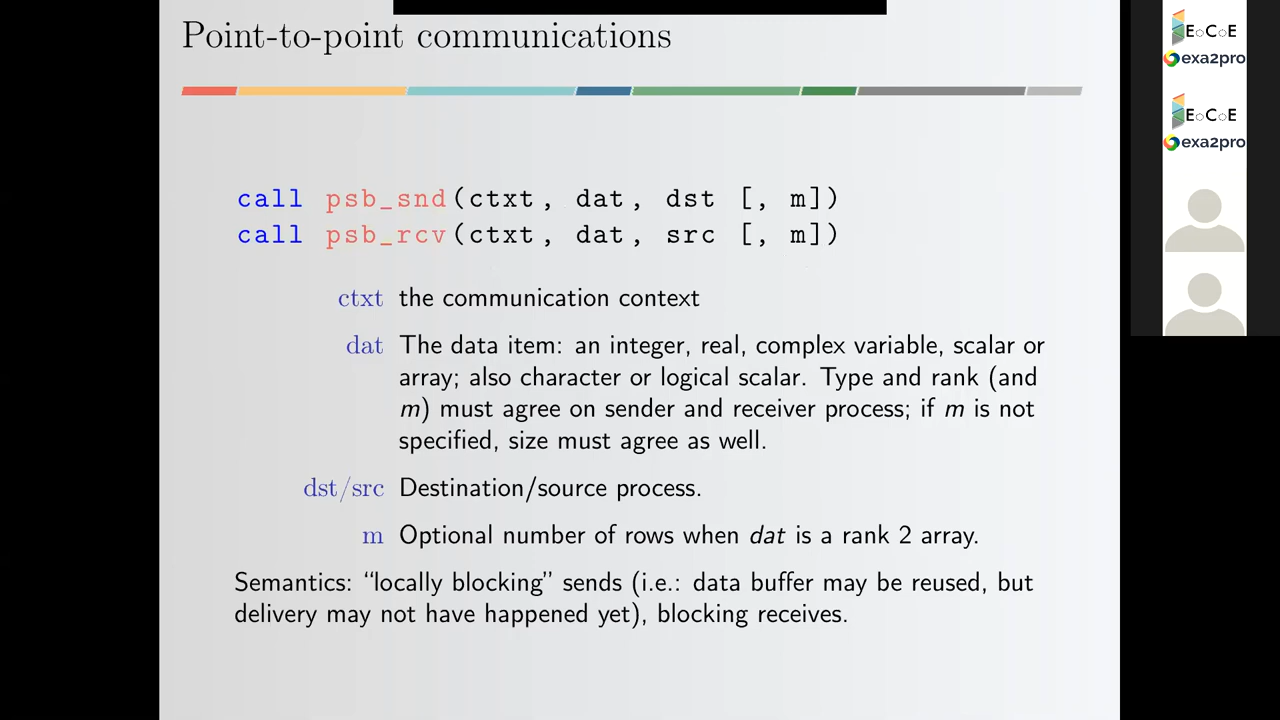 Point-to-point communications
call psb_snd(ctxt, dat, dst [, m])
call psb_rcv(ctxt, dat, src [, m])
ctxt the communication context
dat The data item: an integer, real, complex variable, scalar or
array; also character or logical scalar. Type and rank (and
m) must agree on sender and receiver process; if m is not
specified, size must agree as well.
dst/src Destination/source process.
m Optional number of rows when dat is a rank 2 array.
Semantics: “locally blocking” sends (i.e.: data buffer may be reused, but
delivery may not have happened yet), blocking receives.
EoCoE
exa2pro
EoCoE
exa2pro